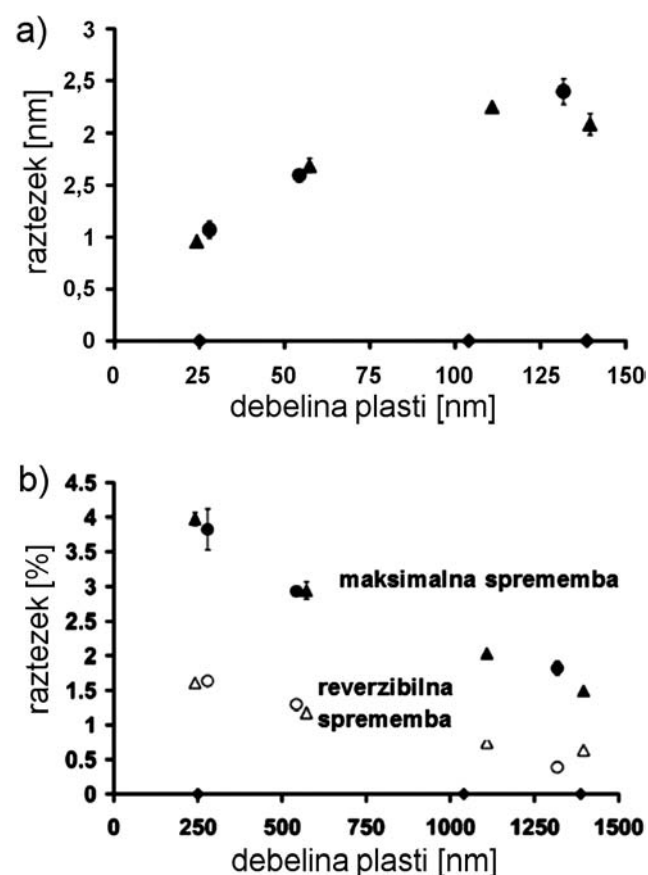 a)
3
2,5
2
2,5
1
0,5
0
raztezek [nm]
0 25 50 75 100 125 150
debelina plasti [nm]
b)
4.5
4
3.5
3
2.5
2
1.5
1
0.5
0
raztezek [%]
maksimalna sprememba
reverzibilna
sprememba
0 250 500 750 1000 1250 1500
debelina plasti [nm]